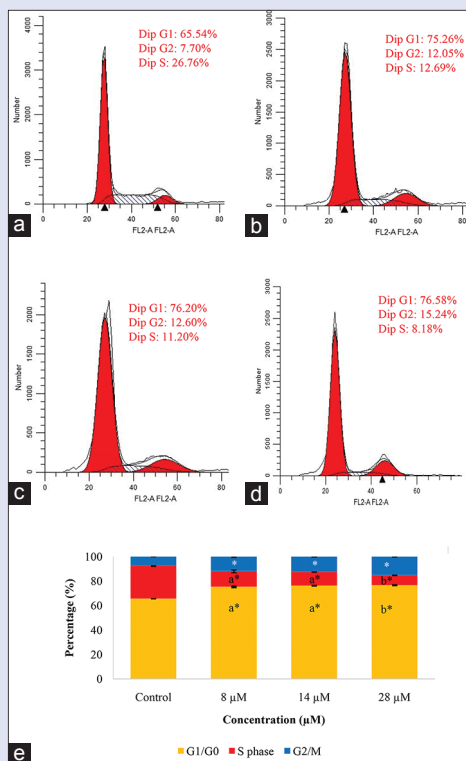 Dip G1: 65.54%
Dip G2: 7.70%
Dip S: 26.76%
Number
0 1000 2000 3000
0 20 40 60 80
FL2-A FL2-A
a
Dip G1: 75.26%
Dip G2: 12.05%
Dip S: 12.69%
Number
0 500 1000 1500 2000 2500
0 20 40 60 80
FL2-A FL2-A
b
Dip G1: 76.20%
Dip G2: 12.60%
Dip S: 11.20%
Number
0 500 1000 1500 2000
0 20 40 60 80
FL2-A FL2-A
c
Dip G1: 76.58%
Dip G2: 15.24%
Dip S: 8.18%
Number
0 500 1000 1500 2000 2500
0 20 40 60 80
FL2-A FL2-A
d
Percentage (%)
100
80
60
40
20
0
* * *
a* a* b*
a* a* b*
Control 8 µM 14 µM 28 µM
Concentration (µM)
G1/G0 S phase G2/M
e